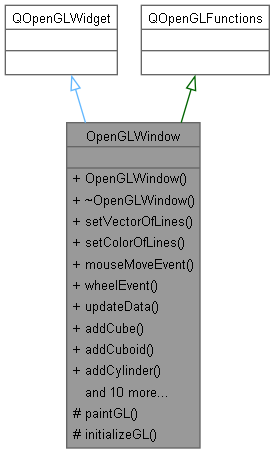 QOpenGLWidget
QOpenGLFunctions
OpenGLWindow
+ OpenGLWindow()
+ ~OpenGLWindow()
+ setVectorOfLines()
+ setColorOfLines()
+ mouseMoveEvent()
+ wheelEvent()
+ updateData()
+ addCube()
+ addCuboid()
+ addCylinder()
and 10 more...
# paintGL()
# initializeGL()